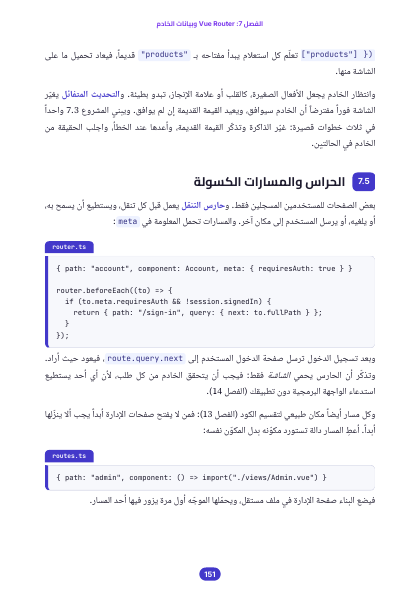 الفصل 7: Vue Router وبيانات الخادم
["products"] }) تعلّم كل استعلام يبدأ مفتاحه بـ "products" قديماً، فيعاد تحميل ما على
الشاشة منها.
وانتظار الخادم يجعل الأفعال الصغيرة، كالقلب أو علامة الإنجاز، تبدو بطيئة. والتحديث المتفائل يغيّر
الشاشة فوراً مفترضاً أن الخادم سيوافق، ويعيد القيمة القديمة إن لم يوافق. ويبني المشروع 7.3 واحداً
في ثلاث خطوات قصيرة: غيّر الذاكرة وتذكّر القيمة القديمة، وأعدها عند الخطأ، واجلب الحقيقة من
الخادم في الحالتين.
7.5 الحراس والمسارات الكسولة
بعض الصفحات للمستخدمين المسجلين فقط. وحارس التنقل يعمل قبل كل تنقل، ويستطيع أن يسمح به،
أو يلغيه، أو يرسل المستخدم إلى مكان آخر. والمسارات تحمل المعلومة في meta :
router.ts
{ path: "account", component: Account, meta: { requiresAuth: true } }
router.beforeEach((to) => {
if (to.meta.requiresAuth && !session.signedIn) {
return { path: "/sign-in", query: { next: to.fullPath } };
}
});
وبعد تسجيل الدخول ترسل صفحة الدخول المستخدم إلى route.query.next ، فيعود حيث أراد.
وتذكّر أن الحارس يحمي الشاشة فقط: فيجب أن يتحقق الخادم من كل طلب، لأن أي أحد يستطيع
استدعاء الواجهة البرمجية دون تطبيقك (الفصل 14).
وكل مسار أيضاً مكان طبيعي لتقسيم الكود (الفصل 13): فمن لا يفتح صفحات الإدارة أبداً يجب ألا ينزّلها
أبداً. أعطِ المسار دالة تستورد مكوّنه بدل المكوّن نفسه:
routes.ts
{ path: "admin", component: () => import("./views/Admin.vue") }
فيضع البناء صفحة الإدارة في ملف مستقل، ويحمّلها الموجّه أول مرة يزور فيها أحد المسار.
151